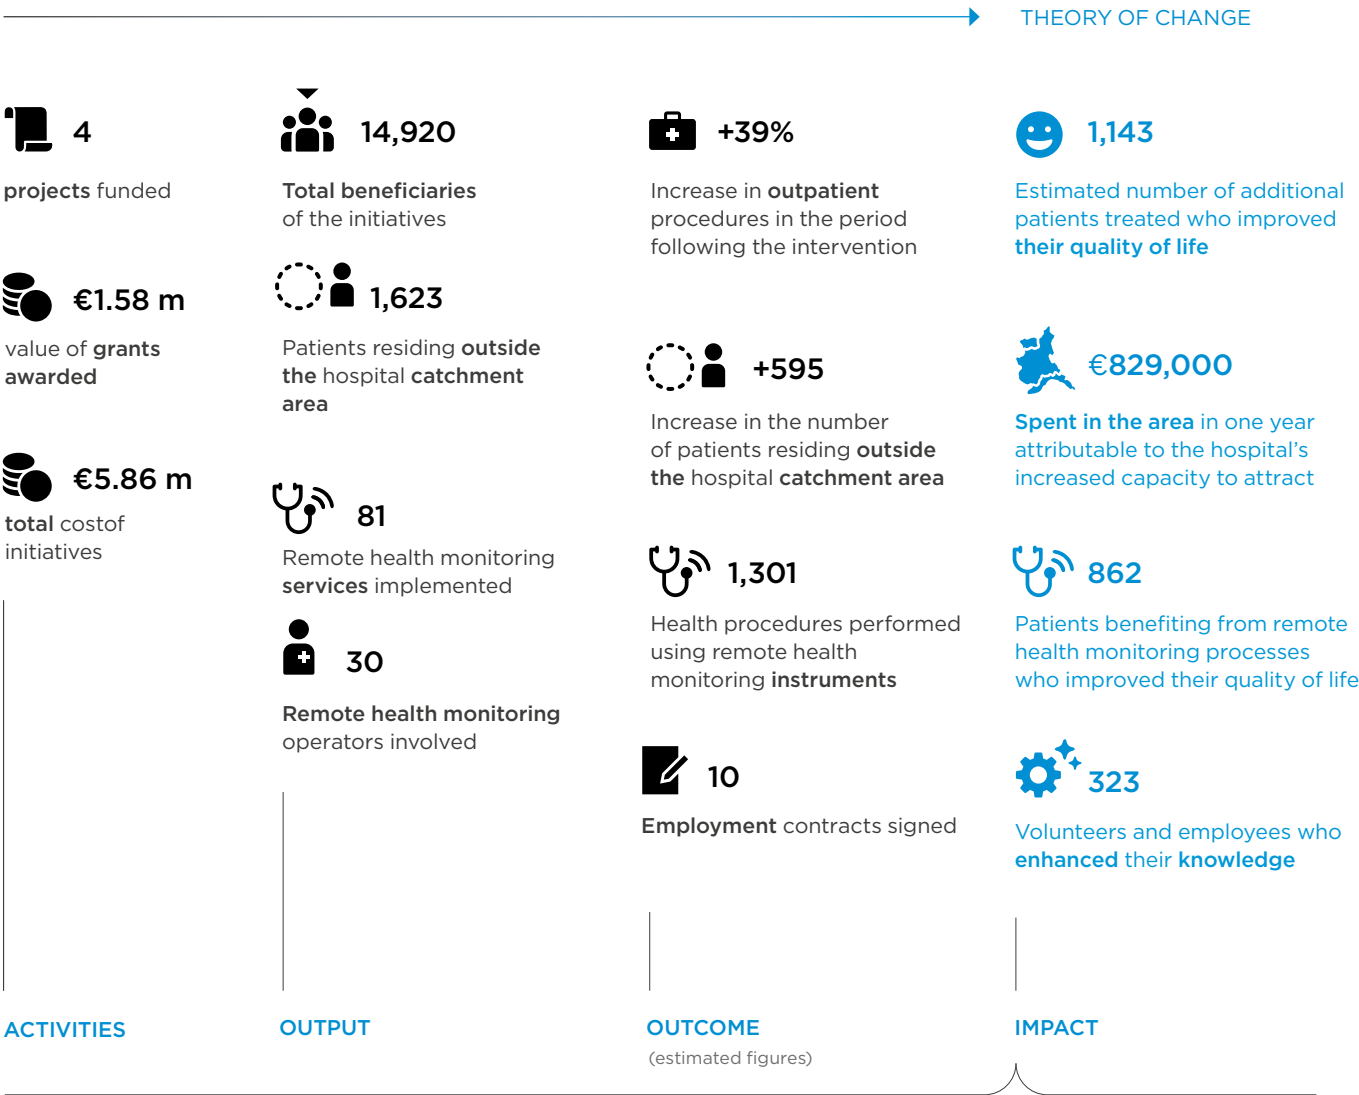 THEORY OF CHANGE
4
projects funded
€1.58 m
value of grants
awarded
€5.86 m
total costof
initiatives
ACTIVITIES
14,920
Total beneficiaries
of the initiatives
1,623
Patients residing outside
the hospital catchment
area
81
Remote health monitoring
services implemented
30
Remote health monitoring
operators involved
OUTPUT
+39%
Increase in outpatient
procedures in the period
following the intervention
+595
Increase in the number
of patients residing outside
the hospital catchment area
1,301
Health procedures performed
using remote health
monitoring instruments
10
Employment contracts signed
OUTCOME
(estimated figures)
1,143
Estimated number of additional
patients treated who improved
their quality of life
€829,000
Spent in the area in one year
attributable to the hospital’s
increased capacity to attract
862
Patients benefiting from remote
health monitoring processes
who improved their quality of life
323
Volunteers and employees who
enhanced their knowledge
IMPACT